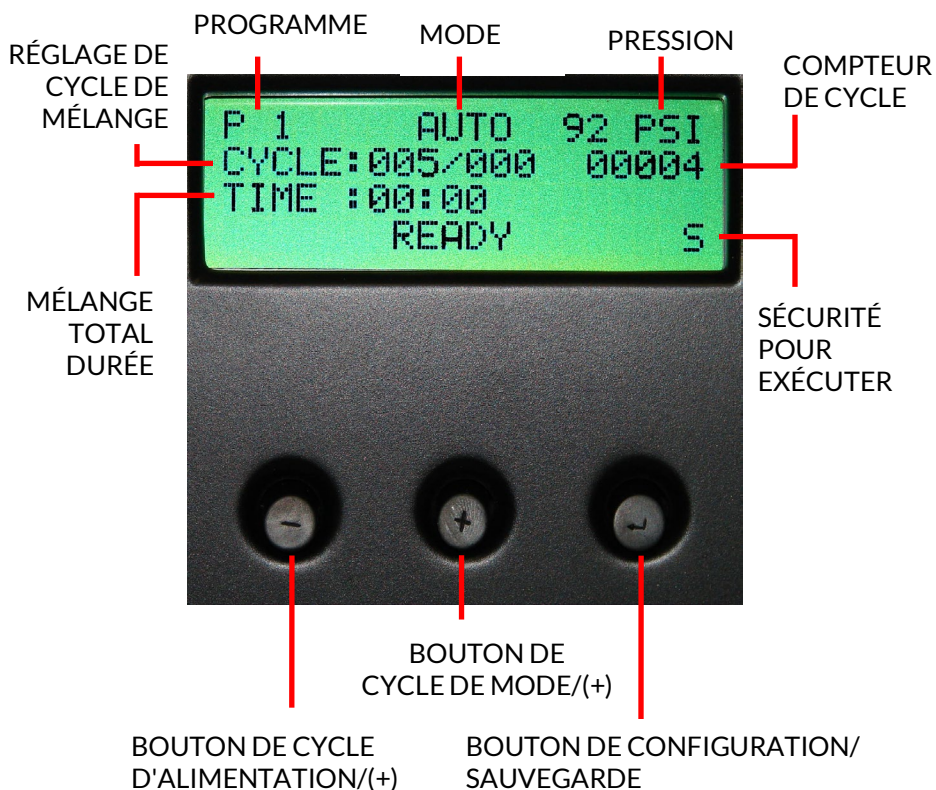 PROGRAMME
MODE
PRESSION
RÉGLAGE DE
CYCLE DE
MÉLANGE
COMPTEUR
DE CYCLE
P 1 AUTO 92 PSI
CYCLE:005/000 00004
TIME :00:00
READY S
MÉLANGE
TOTAL
DURÉE
SÉCURITÉ
POUR
EXÉCUTER
-
+
↵
BOUTON DE
CYCLE DE MODE/(+)
BOUTON DE CYCLE
D'ALIMENTATION/(+)
BOUTON DE CONFIGURATION/
SAUVEGARDE